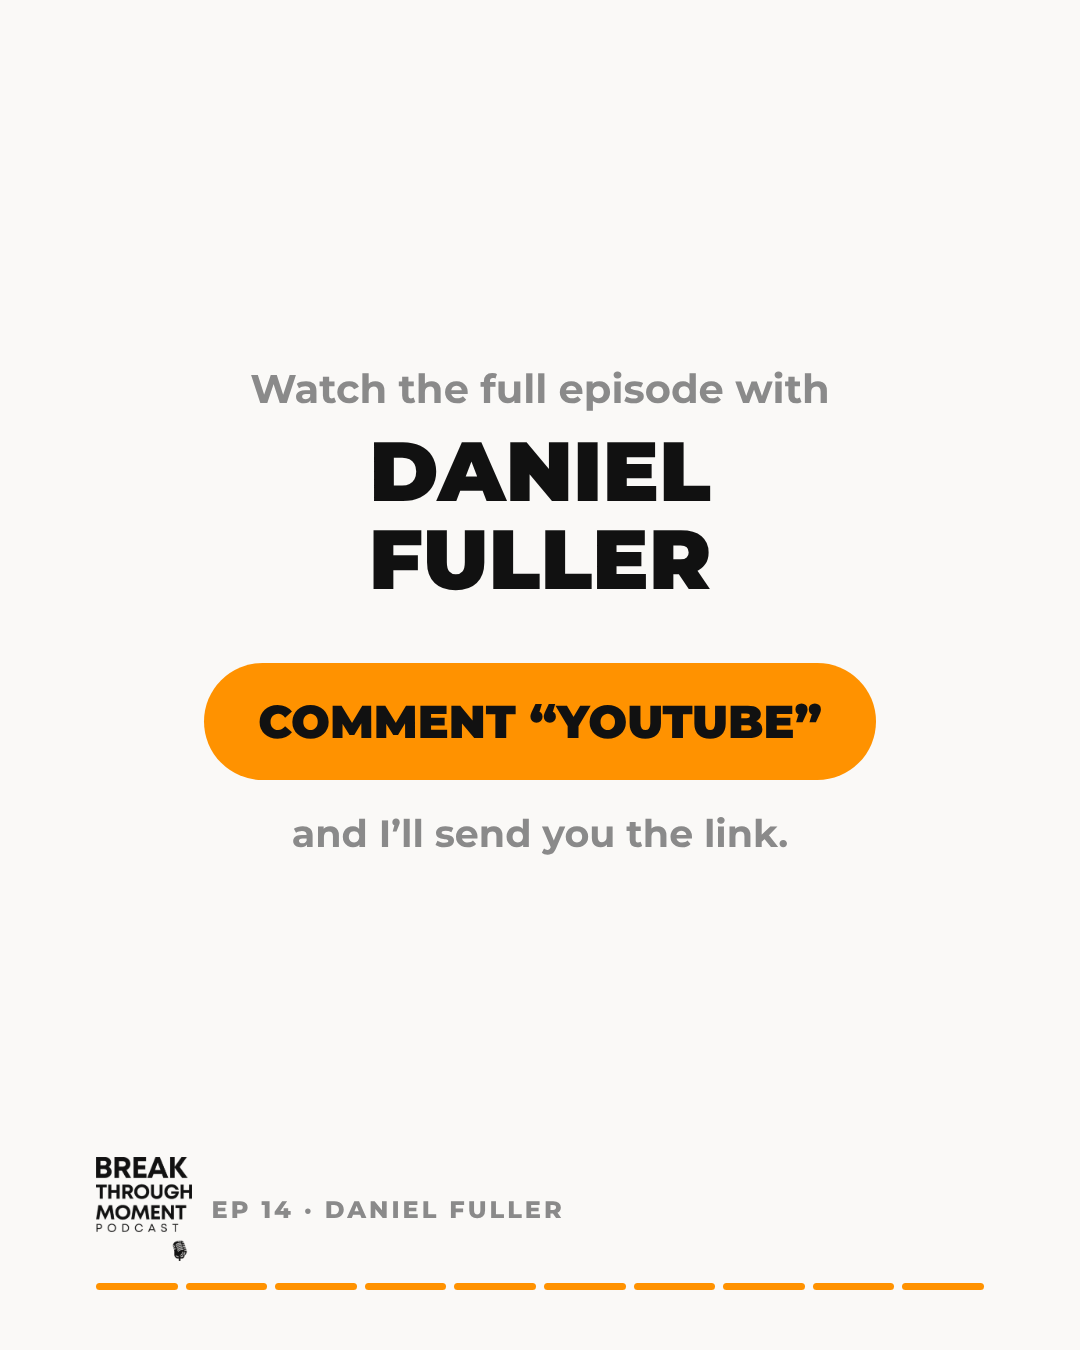 Watch the full episode with
DANIEL
FULLER
COMMENT “YOUTUBE”
and I’ll send you the link.
BREAK
THROUGH
MOMENT
PODCAST
EP 14 · DANIEL FULLER